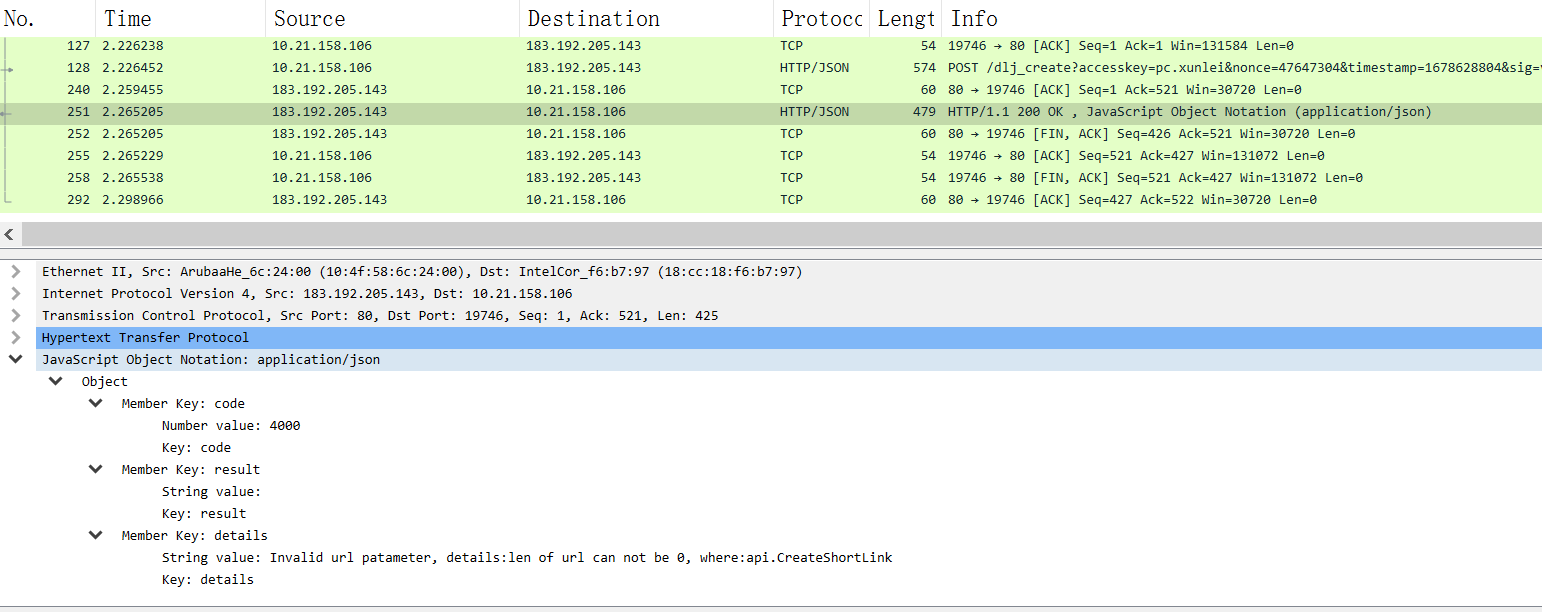 No. Time Source Destination Protocc Lengt Info
127 2.226238 10.21.158.106 183.192.205.143 TCP 54 19746 → 80 [ACK] Seq=1 Ack=1 Win=131584 Len=0
128 2.226452 10.21.158.106 183.192.205.143 HTTP/JSON 574 POST /dlj_create?accesskey=pc.xunlei&nonce=47647304&timestamp=1678628804&sig=
240 2.259455 183.192.205.143 10.21.158.106 TCP 60 80 → 19746 [ACK] Seq=1 Ack=521 Win=30720 Len=0
251 2.265205 183.192.205.143 10.21.158.106 HTTP/JSON 479 HTTP/1.1 200 OK , JavaScript Object Notation (application/json)
252 2.265205 183.192.205.143 10.21.158.106 TCP 60 80 → 19746 [FIN, ACK] Seq=426 Ack=521 Win=30720 Len=0
255 2.265229 10.21.158.106 183.192.205.143 TCP 54 19746 → 80 [ACK] Seq=521 Ack=427 Win=131072 Len=0
258 2.265538 10.21.158.106 183.192.205.143 TCP 54 19746 → 80 [FIN, ACK] Seq=521 Ack=427 Win=131072 Len=0
292 2.298966 183.192.205.143 10.21.158.106 TCP 60 80 → 19746 [ACK] Seq=427 Ack=522 Win=30720 Len=0
Ethernet II, Src: ArubaaHe_6c:24:00 (10:4f:58:6c:24:00), Dst: IntelCor_f6:b7:97 (18:cc:18:f6:b7:97)
Internet Protocol Version 4, Src: 183.192.205.143, Dst: 10.21.158.106
Transmission Control Protocol, Src Port: 80, Dst Port: 19746, Seq: 1, Ack: 521, Len: 425
Hypertext Transfer Protocol
JavaScript Object Notation: application/json
Object
Member Key: code
Number value: 4000
Key: code
Member Key: result
String value:
Key: result
Member Key: details
String value: Invalid url patameter, details:len of url can not be 0, where:api.CreateShortLink
Key: details